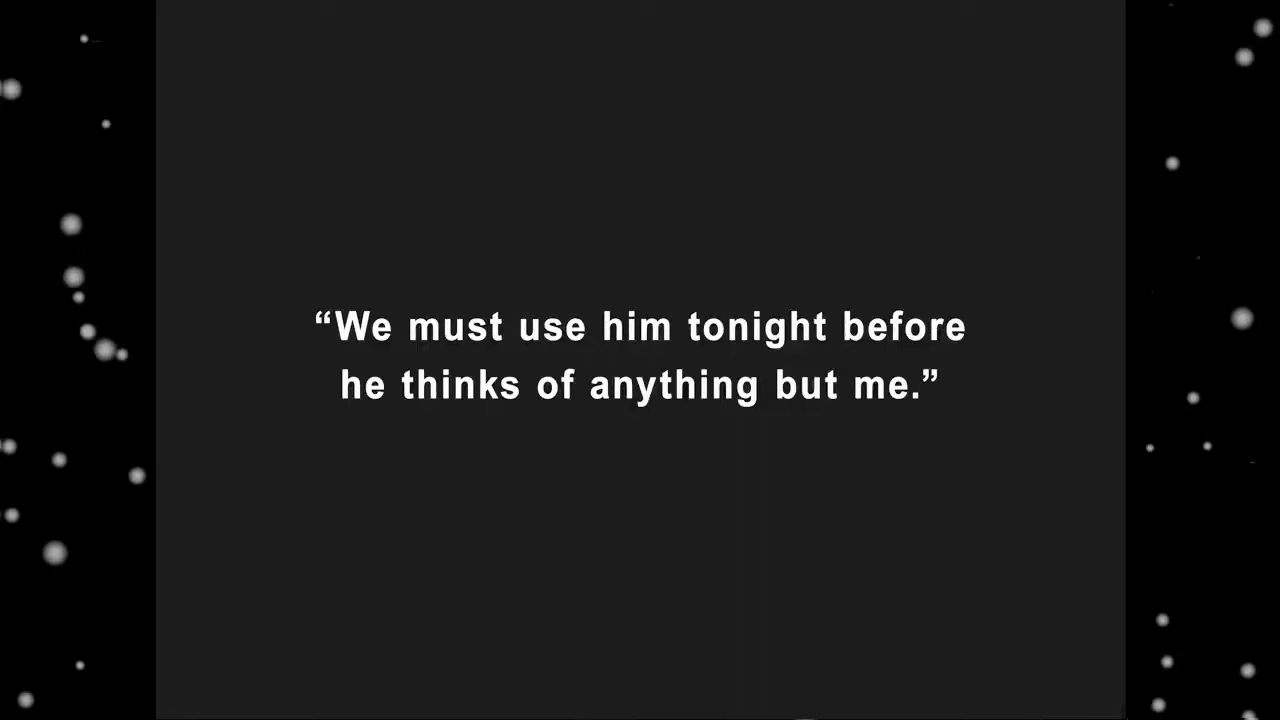 “We must use him tonight before
he thinks of anything but me.”